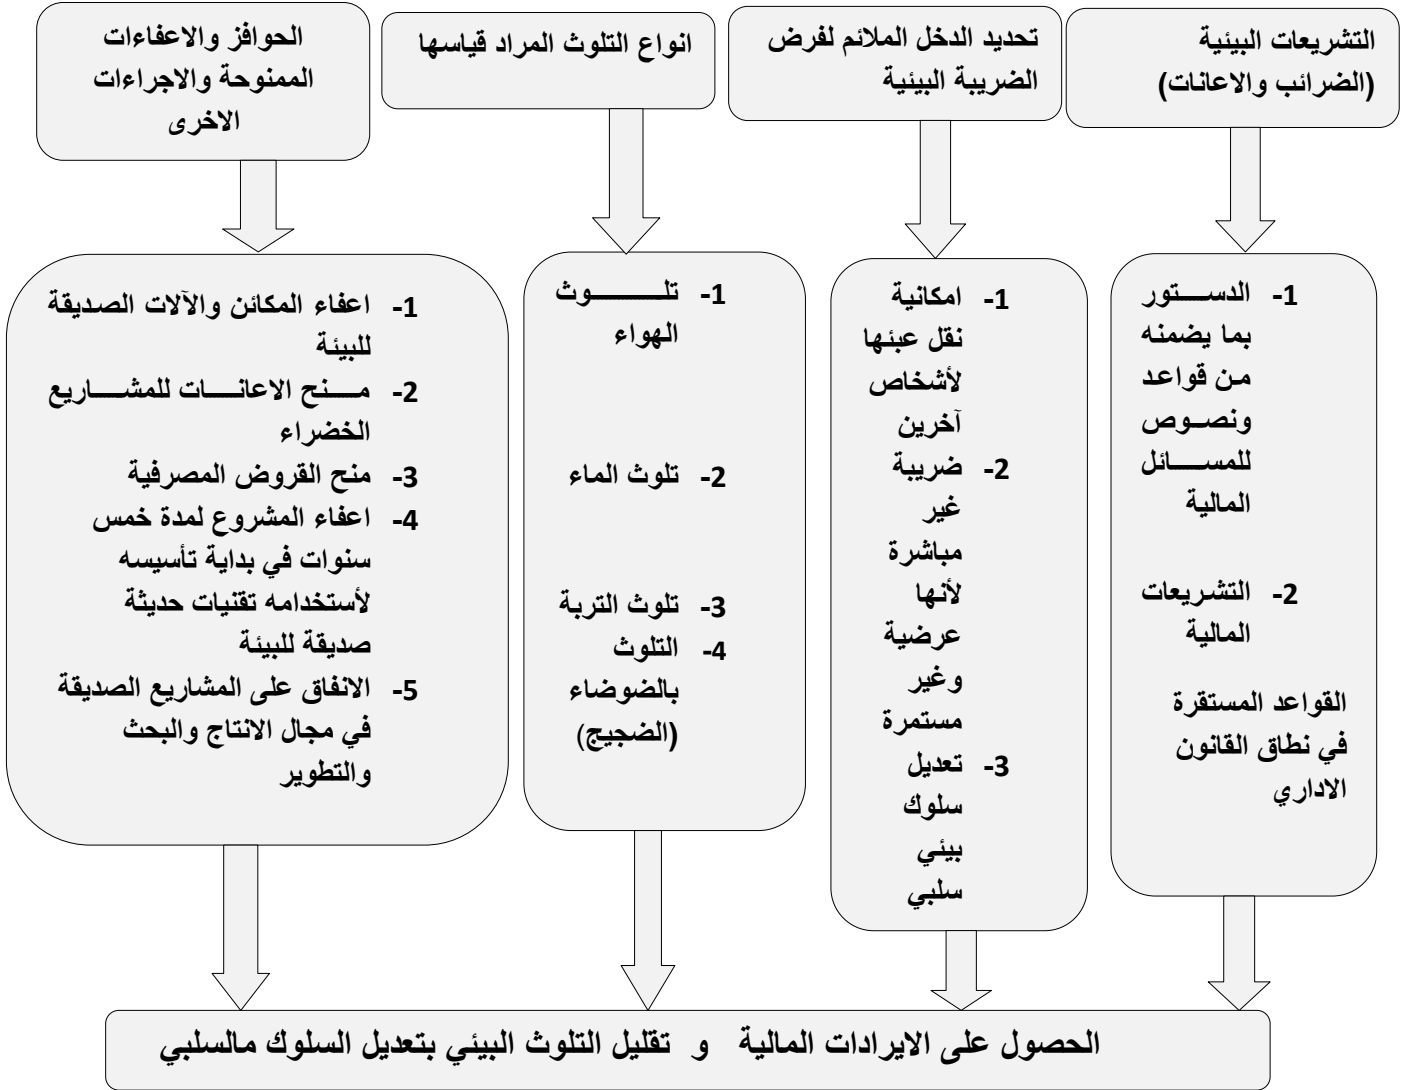 التشريعات البيئية
(الضرائب والاعانات)
تحديد الدخل الملائم لفرض
الضريبة البيئية
انواع التلوث المراد قياسها
الحوافز والاعفاءات
الممنوحة والاجراءات
الاخرى
1- الدستور
بما يضمنه
من قواعد
ونصوص
للمسائل
المالية
2- التشريعات
المالية
القواعد المستقرة
في نطاق القانون
الاداري
1- امكانية
نقل عبئها
لأشخاص
آخرين
2- ضريبة
غير
مباشرة
لأنها
عرضية
وغير
مستمرة
3- تعديل
سلوك
بيئي
سلبي
1- تلوث
الهواء
2- تلوث الماء
3- تلوث التربة
4- التلوث
بالضوضاء
(الضجيج)
1- اعفاء المكائن والآلات الصديقة
للبيئة
2- منح الاعانات للمشاريع
الخضراء
3- منح القروض المصرفية
4- اعفاء المشروع لمدة خمس
سنوات في بداية تأسيسه
لأستخدامه تقنيات حديثة
صديقة للبيئة
5- الانفاق على المشاريع الصديقة
في مجال الانتاج والبحث
والتطوير
الحصول على الايرادات المالية و تقليل التلوث البيئي بتعديل السلوك مالسلبي